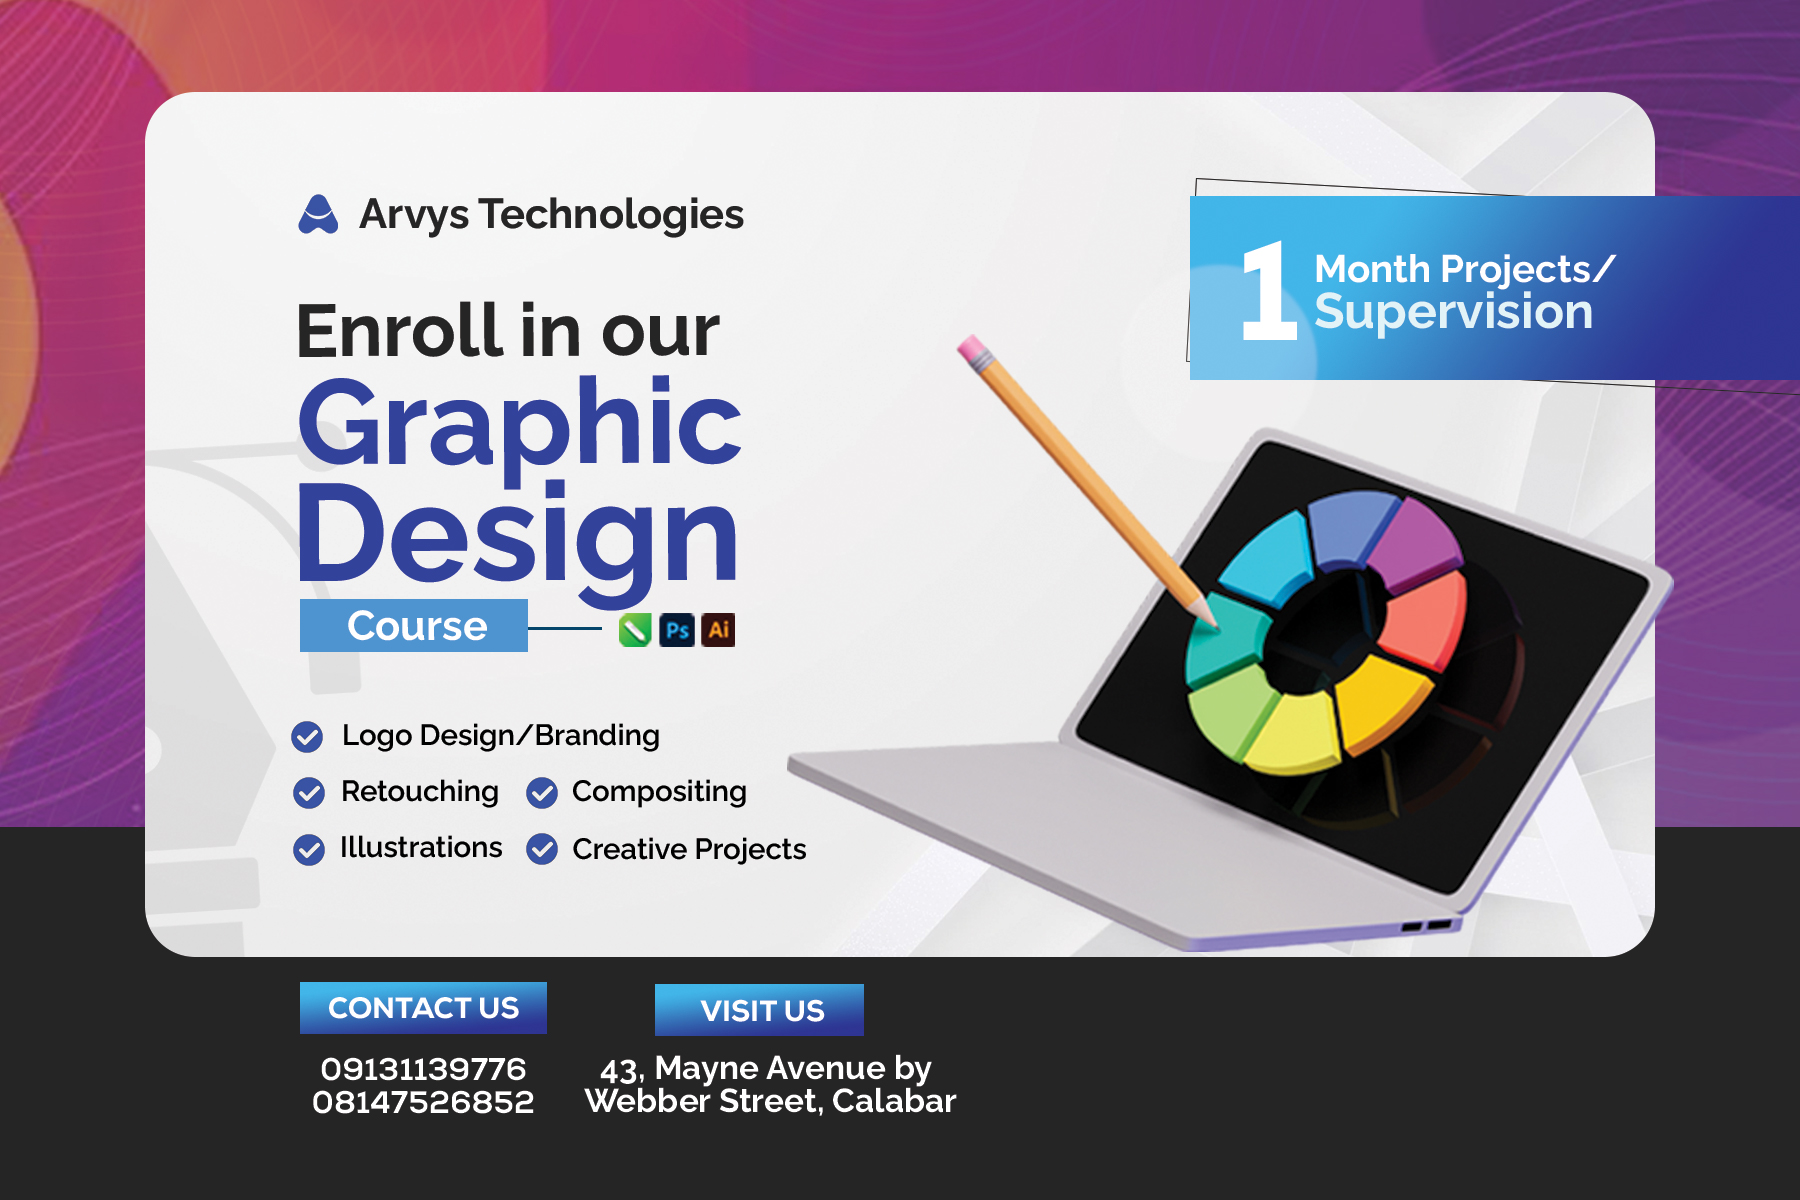 Arvys Technologies
1 Month Projects/
Supervision
Enroll in our
Graphic
Design
Course
Ps
Ai
Logo Design/Branding
Retouching
Compositing
Illustrations
Creative Projects
CONTACT US
09131139776
08147526852
VISIT US
43, Mayne Avenue by
Webber Street, Calabar